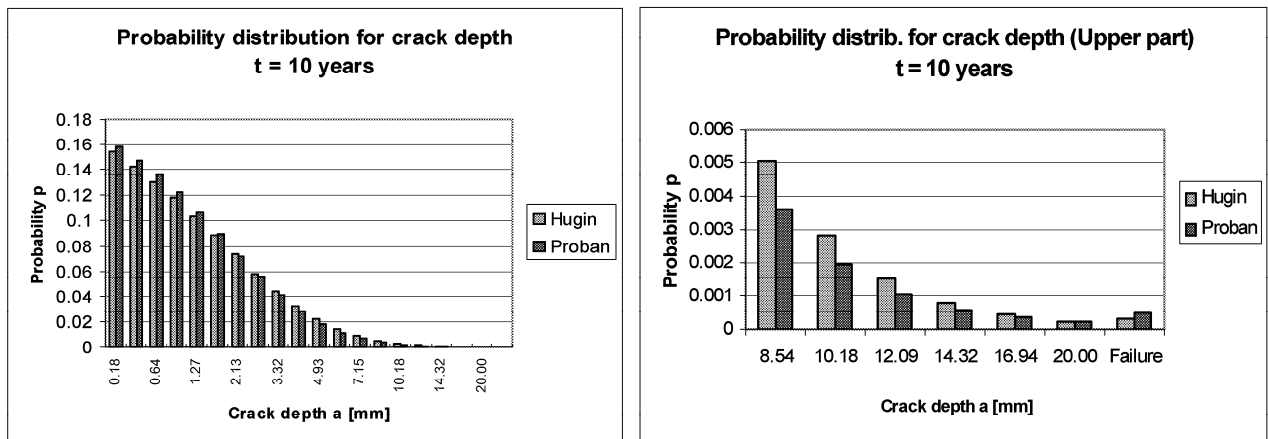 Probability distribution for crack depth
t = 10 years
0.18
0.16
0.14
0.12
0.1
0.08
0.06
0.04
0.02
0
Probability p
0.18
0.64
1.27
2.13
3.32
4.93
7.15
10.18
14.32
20.00
Crack depth a [mm]
Hugin
Proban
Probability distrib. for crack depth (Upper part)
t = 10 years
0.006
0.005
0.004
0.003
0.002
0.001
0
Probability p
8.54 10.18 12.09 14.32 16.94 20.00 Failure
Crack depth a [mm]
Hugin
Proban